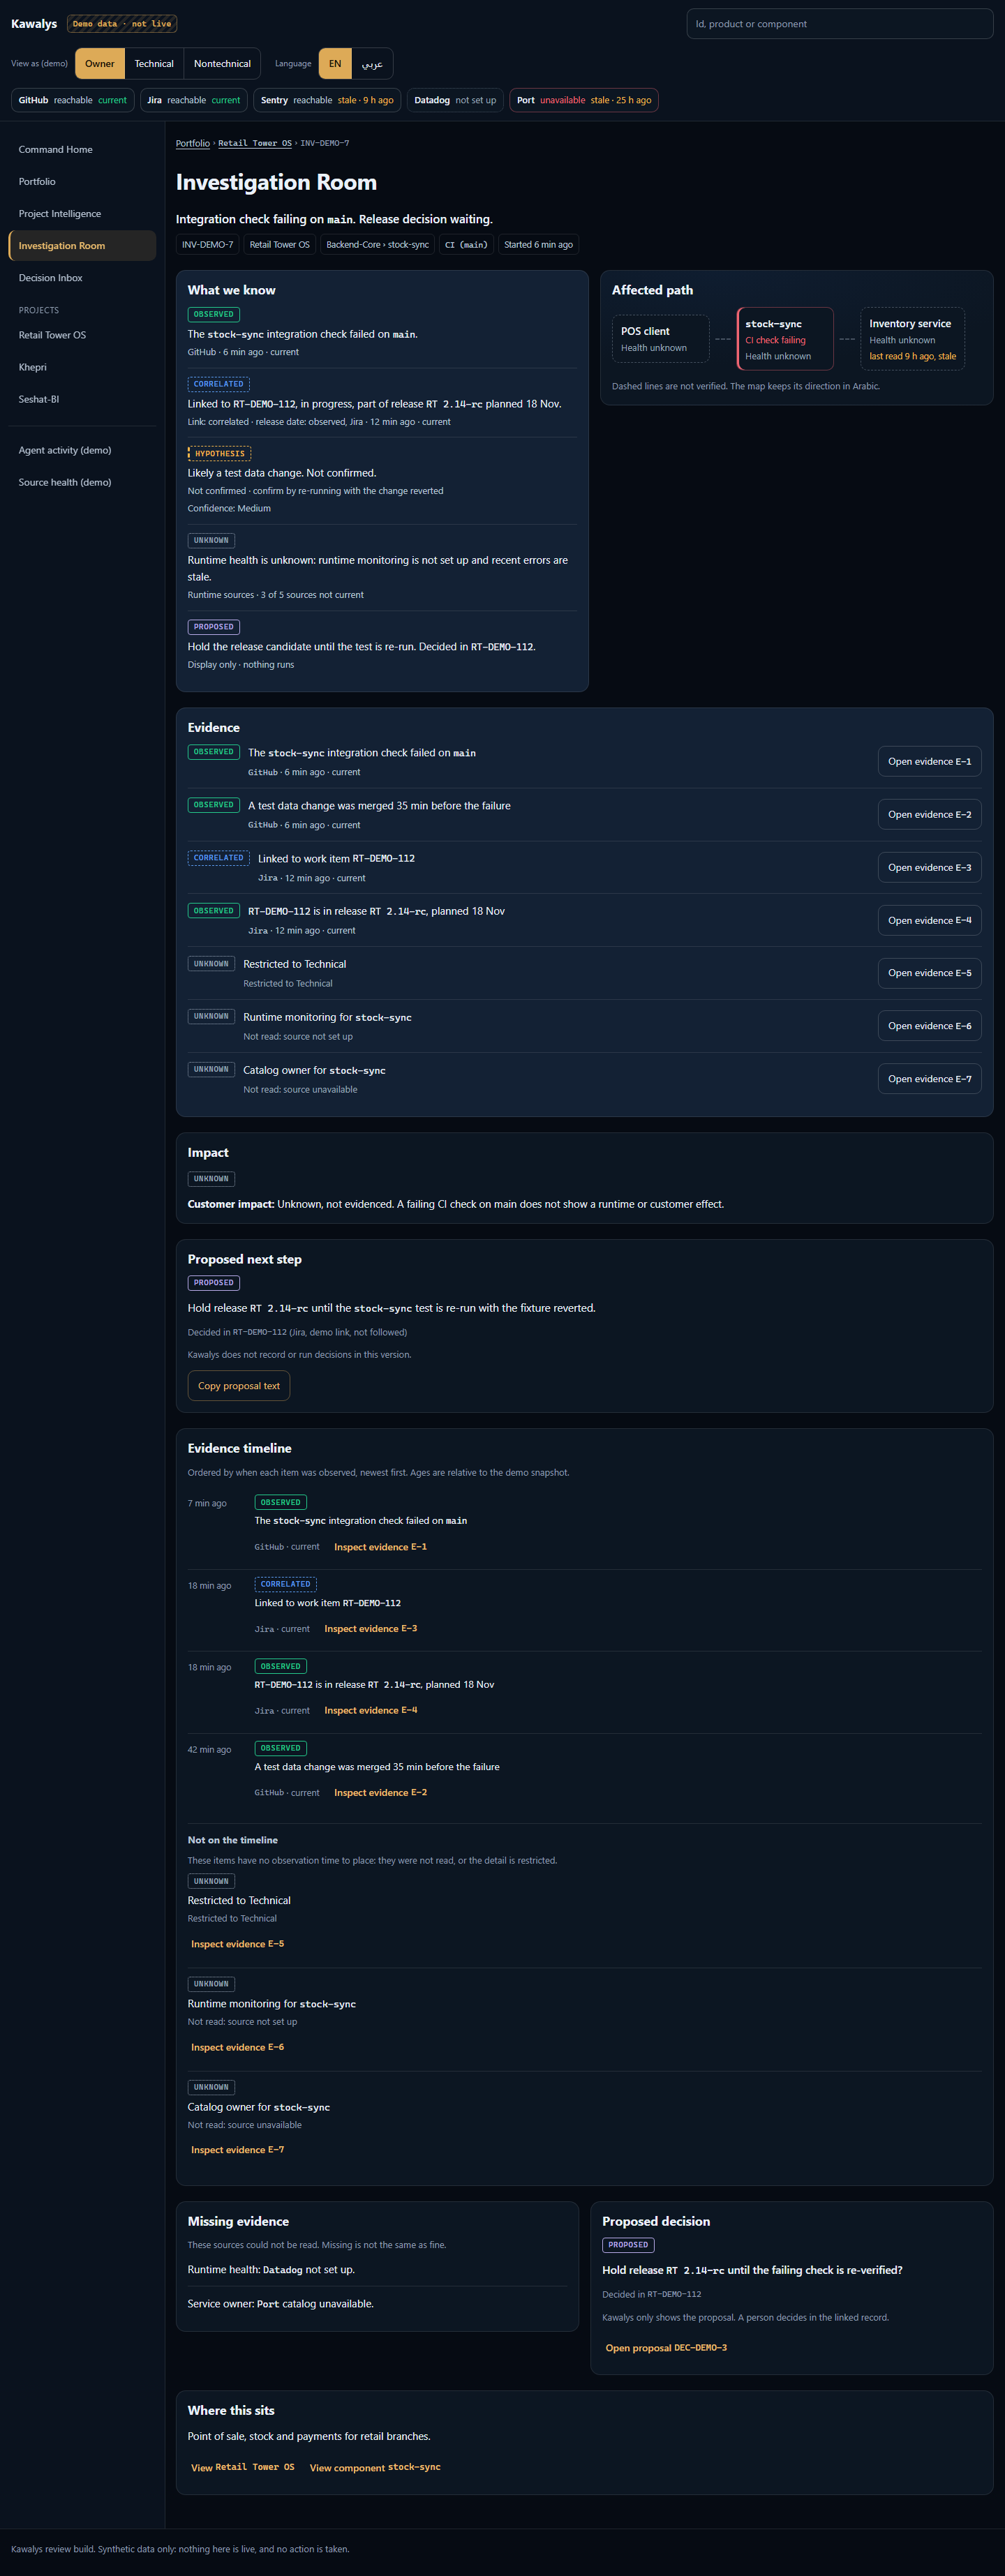 Kawalys
Demo data · not live
Id, product or component
View as (demo)
Owner
Technical
Nontechnical
Language
EN
عربي
GitHub reachable current
Jira reachable current
Sentry reachable stale · 9 h ago
Datadog not set up
Port unavailable stale · 25 h ago
Command Home
Portfolio
Project Intelligence
Investigation Room
Decision Inbox
PROJECTS
Retail Tower OS
Khepri
Seshat-BI
Agent activity (demo)
Source health (demo)
Portfolio › Retail Tower OS › INV-DEMO-7
Investigation Room
Integration check failing on main. Release decision waiting.
INV-DEMO-7
Retail Tower OS
Backend-Core › stock-sync
CI (main)
Started 6 min ago
What we know
OBSERVED
The stock-sync integration check failed on main.
GitHub · 6 min ago · current
CORRELATED
Linked to RT-DEMO-112, in progress, part of release RT 2.14-rc planned 18 Nov.
Link: correlated · release date: observed, Jira · 12 min ago · current
HYPOTHESIS
Likely a test data change. Not confirmed.
Not confirmed · confirm by re-running with the change reverted
Confidence: Medium
UNKNOWN
Runtime health is unknown: runtime monitoring is not set up and recent errors are
stale.
Runtime sources · 3 of 5 sources not current
PROPOSED
Hold the release candidate until the test is re-run. Decided in RT-DEMO-112.
Display only · nothing runs
Affected path
POS client
Health unknown
stock-sync
CI check failing
Health unknown
Inventory service
Health unknown
last read 9 h ago, stale
Dashed lines are not verified. The map keeps its direction in Arabic.
Evidence
OBSERVED
The stock-sync integration check failed on main
GitHub · 6 min ago · current
Open evidence E-1
OBSERVED
A test data change was merged 35 min before the failure
GitHub · 6 min ago · current
Open evidence E-2
CORRELATED
Linked to work item RT-DEMO-112
Jira · 12 min ago · current
Open evidence E-3
OBSERVED
RT-DEMO-112 is in release RT 2.14-rc, planned 18 Nov
Jira · 12 min ago · current
Open evidence E-4
UNKNOWN
Restricted to Technical
Restricted to Technical
Open evidence E-5
UNKNOWN
Runtime monitoring for stock-sync
Not read: source not set up
Open evidence E-6
UNKNOWN
Catalog owner for stock-sync
Not read: source unavailable
Open evidence E-7
Impact
UNKNOWN
Customer impact: Unknown, not evidenced. A failing CI check on main does not show a runtime or customer effect.
Proposed next step
PROPOSED
Hold release RT 2.14-rc until the stock-sync test is re-run with the fixture reverted.
Decided in RT-DEMO-112 (Jira, demo link, not followed)
Kawalys does not record or run decisions in this version.
Copy proposal text
Evidence timeline
Ordered by when each item was observed, newest first. Ages are relative to the demo snapshot.
7 min ago
OBSERVED
The stock-sync integration check failed on main
GitHub · current
Inspect evidence E-1
18 min ago
CORRELATED
Linked to work item RT-DEMO-112
Jira · current
Inspect evidence E-3
18 min ago
OBSERVED
RT-DEMO-112 is in release RT 2.14-rc, planned 18 Nov
Jira · current
Inspect evidence E-4
42 min ago
OBSERVED
A test data change was merged 35 min before the failure
GitHub · current
Inspect evidence E-2
Not on the timeline
These items have no observation time to place: they were not read, or the detail is restricted.
UNKNOWN
Restricted to Technical
Restricted to Technical
Inspect evidence E-5
UNKNOWN
Runtime monitoring for stock-sync
Not read: source not set up
Inspect evidence E-6
UNKNOWN
Catalog owner for stock-sync
Not read: source unavailable
Inspect evidence E-7
Missing evidence
These sources could not be read. Missing is not the same as fine.
Runtime health: Datadog not set up.
Service owner: Port catalog unavailable.
Proposed decision
PROPOSED
Hold release RT 2.14-rc until the failing check is re-verified?
Decided in RT-DEMO-112
Kawalys only shows the proposal. A person decides in the linked record.
Open proposal DEC-DEMO-3
Where this sits
Point of sale, stock and payments for retail branches.
View Retail Tower OS
View component stock-sync
Kawalys review build. Synthetic data only: nothing here is live, and no action is taken.